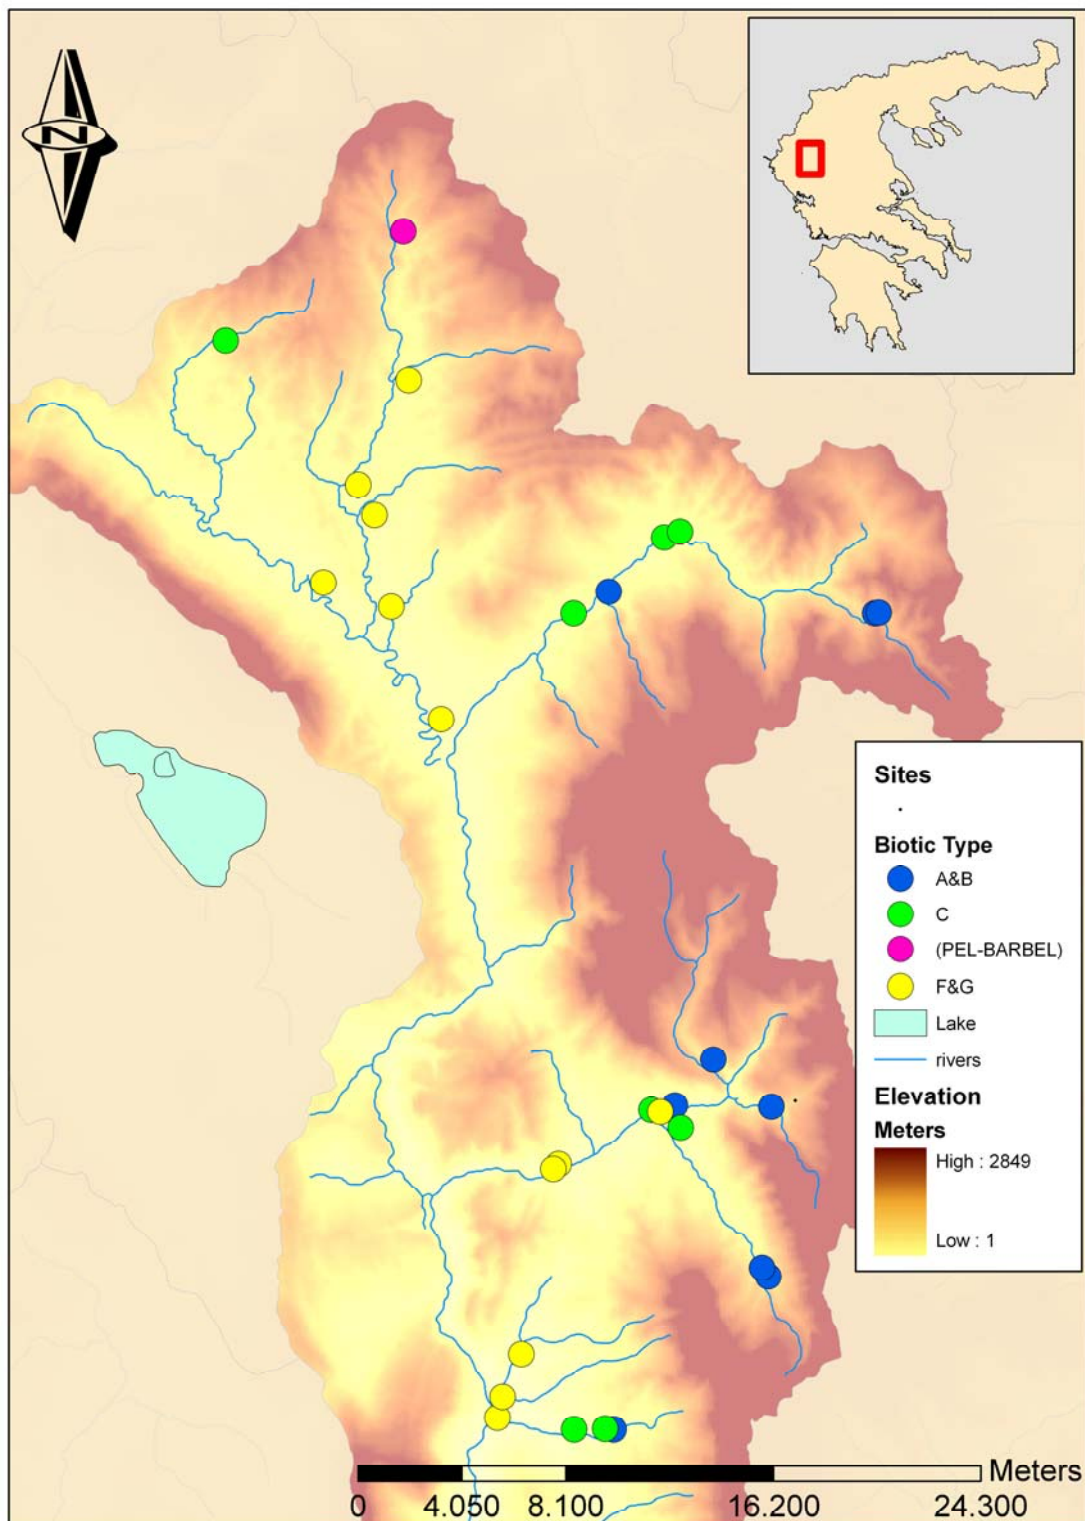 N
Sites
Biotic Type
A&B
C
(PEL-BARBEL)
F&G
Lake
rivers
Elevation
Meters
High : 2849
Low : 1
Meters
0 4.050 8.100 16.200 24.300